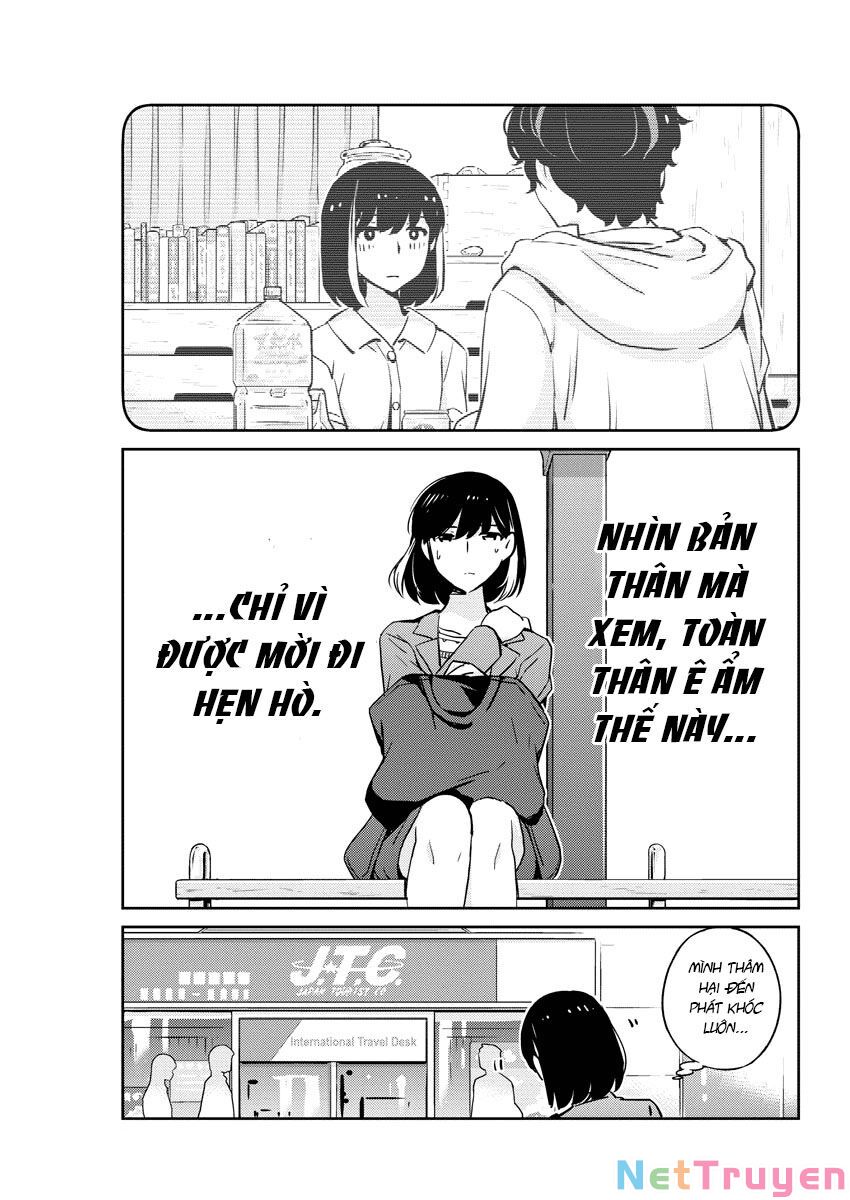 NHÌN BẢN
THÂN MÀ
XEM, TOÀN
THÂN Ê ẨM
THẾ NÀY...
...CHỈ VÌ
ĐƯỢC MỜI ĐI
HẸN HÒ.
MÌNH THẢM
HẠI ĐẾN
PHÁT KHÓC
LUÔN...
J.T.C.
JAPAN TOURIST CO.
International Travel Desk
NetTruyen